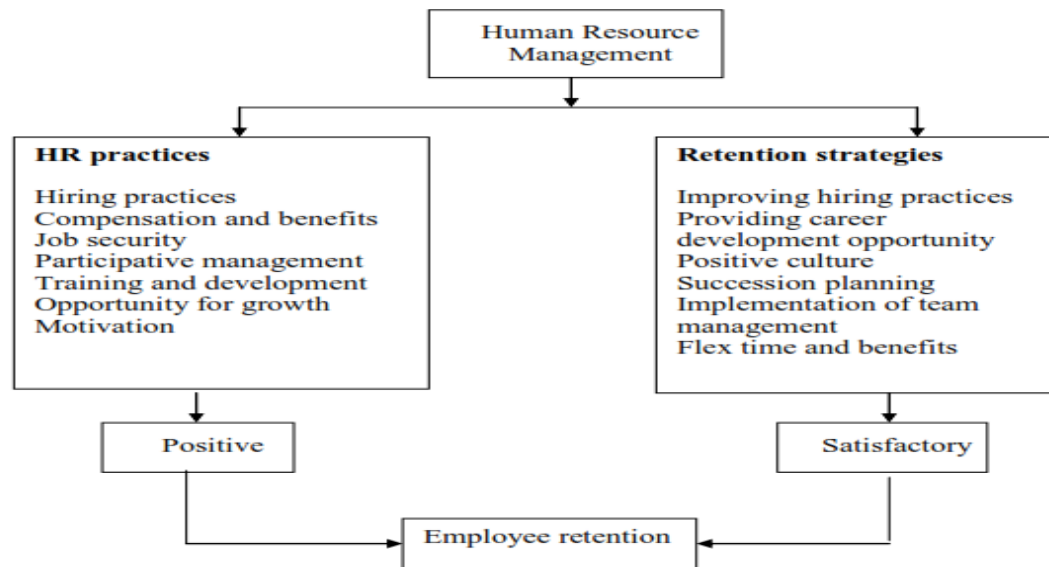 Human Resource
Management
HR practices
Hiring practices
Compensation and benefits
Job security
Participative management
Training and development
Opportunity for growth
Motivation
Retention strategies
Improving hiring practices
Providing career
development opportunity
Positive culture
Succession planning
Implementation of team
management
Flex time and benefits
Positive
Satisfactory
Employee retention